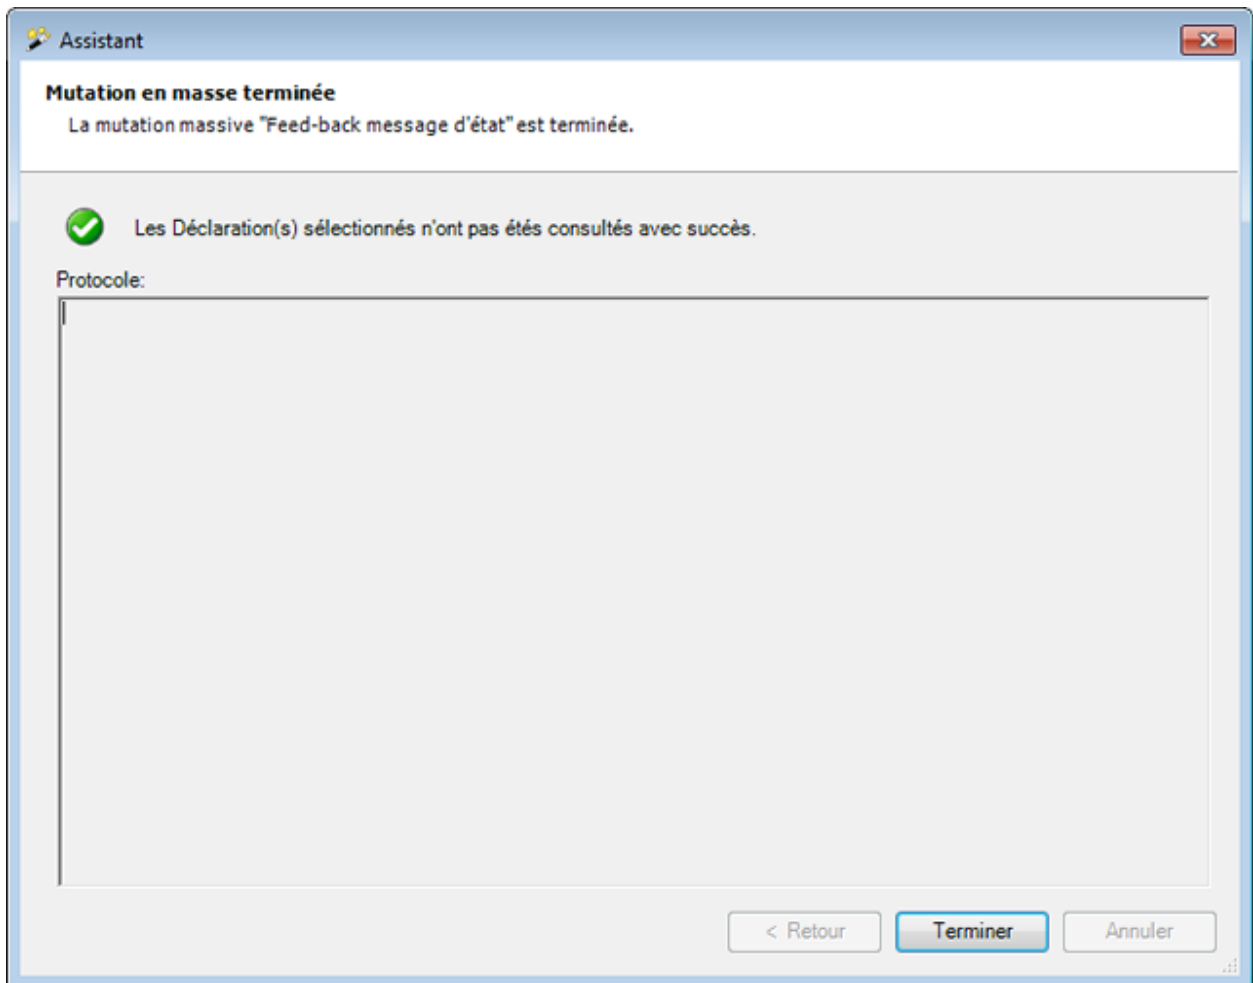 Assistant
Mutation en masse terminée
La mutation massive "Feed-back message d'état" est terminée.
Les Déclaration(s) sélectionnés n'ont pas étés consultés avec succès.
Protocole:
< Retour
Terminer
Annuler